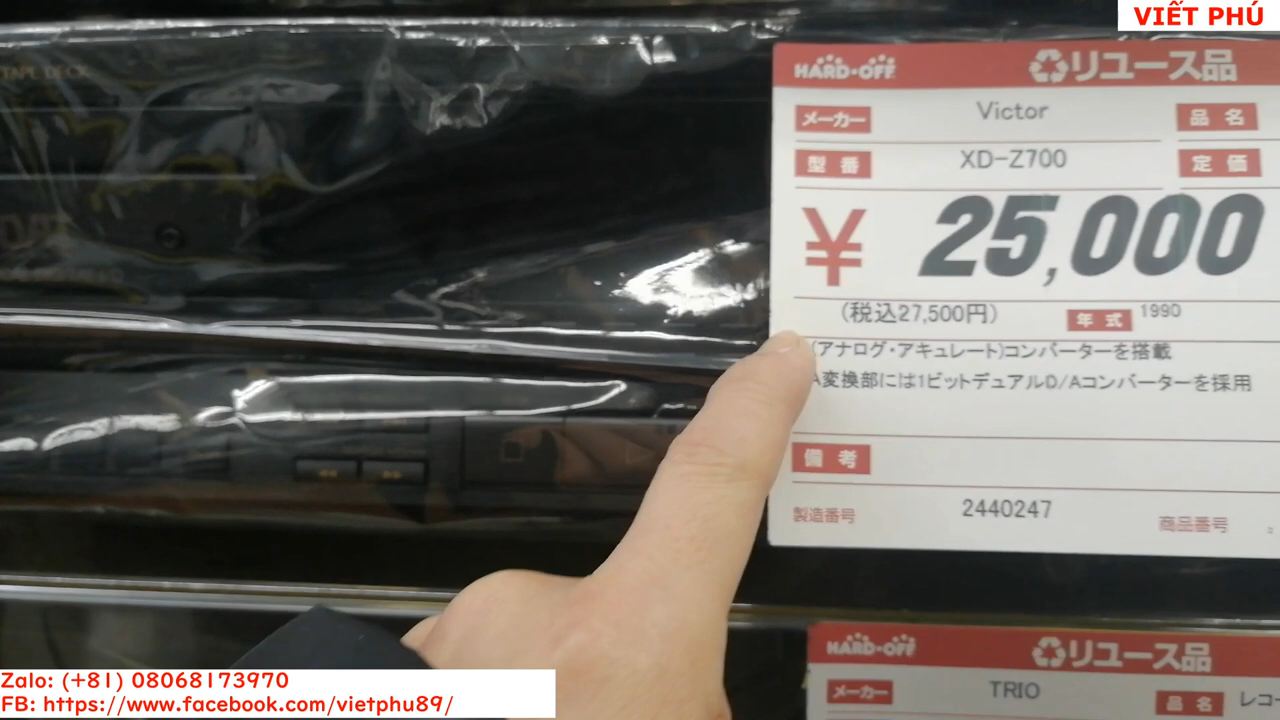 VIẾT PHÚ
TAPE DECK
DAT
HARD·OFF リユース品
メーカー Victor 品名
型番 XD-Z700 定価
¥ 25,000
(税込27,500円) 年式 1990
(アナログ・アキュレート)コンバーターを搭載
A変換部には1ビットデュアルD/Aコンバーターを採用
備考
製造番号 2440247 商品番号
HARD·OFF リユース品
メーカー TRIO 品名 レコ
Zalo: (+81) 08068173970
FB: https://www.facebook.com/vietphu89/